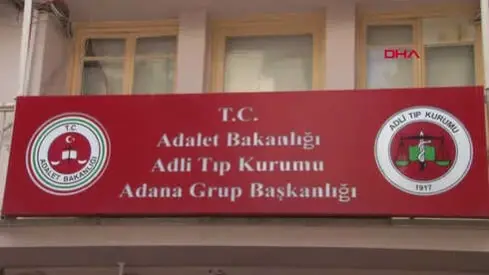 DHA
T.C.
Adalet Bakanlığı
Adli Tıp Kurumu
Adana Grup Başkanlığı
T.C.
ADALET BAKANLIĞI
ADLİ TIP KURUMU
1917